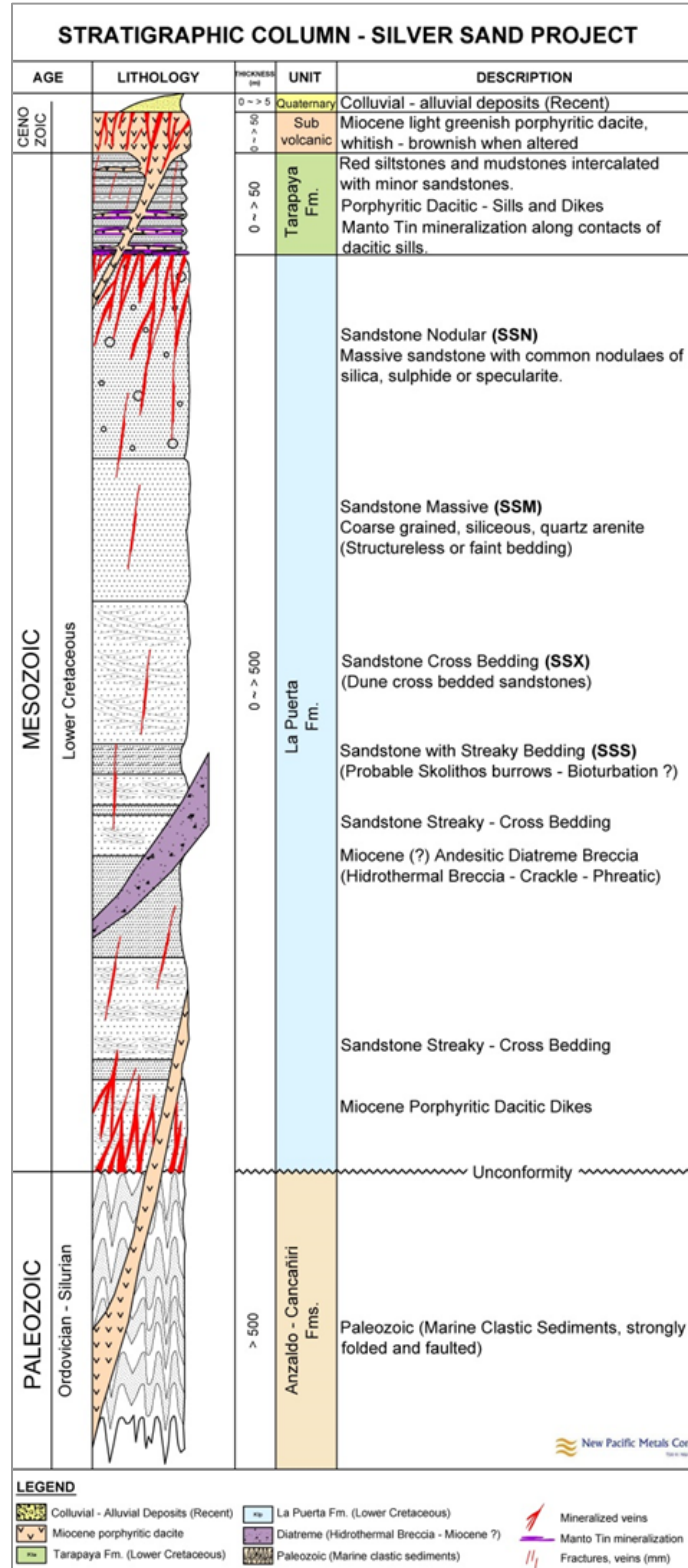 STRATIGRAPHIC COLUMN - SILVER SAND PROJECT
AGE
LITHOLOGY
THICKNESS
(m)
UNIT
DESCRIPTION
CENO
ZOIC
0 ~ > 5
Quaternary
Colluvial - alluvial deposits (Recent)
0 ~ > 50
Sub
volcanic
Miocene light greenish porphyritic dacite,
whitish - brownish when altered
MESOZOIC
Lower Cretaceous
0 ~ > 50
Tarapaya
Fm.
Red siltstones and mudstones intercalated
with minor sandstones.
Porphyritic Dacitic - Sills and Dikes
Manto Tin mineralization along contacts of
dacitic sills.
0 ~ > 500
La Puerta
Fm.
Sandstone Nodular (SSN)
Massive sandstone with common nodulaes of
silica, sulphide or specularite.
Sandstone Massive (SSM)
Coarse grained, siliceous, quartz arenite
(Structureless or faint bedding)
Sandstone Cross Bedding (SSX)
(Dune cross bedded sandstones)
Sandstone with Streaky Bedding (SSS)
(Probable Skolithos burrows - Bioturbation ?)
Sandstone Streaky - Cross Bedding
Miocene (?) Andesitic Diatreme Breccia
(Hidrothermal Breccia - Crackle - Phreatic)
Sandstone Streaky - Cross Bedding
Miocene Porphyritic Dacitic Dikes
Unconformity
PALEOZOIC
Ordovician - Silurian
> 500
Anzaldo - Cancañiri
Fms.
Paleozoic (Marine Clastic Sediments, strongly
folded and faulted)
New Pacific Metals
LEGEND
Colluvial - Alluvial Deposits (Recent)
Miocene porphyritic dacite
Tarapaya Fm. (Lower Cretaceous)
La Puerta Fm. (Lower Cretaceous)
Diatreme (Hidrothermal Breccia - Miocene ?)
Paleozoic (Marine clastic sediments)
Mineralized veins
Manto Tin mineralization
Fractures, veins (mm)